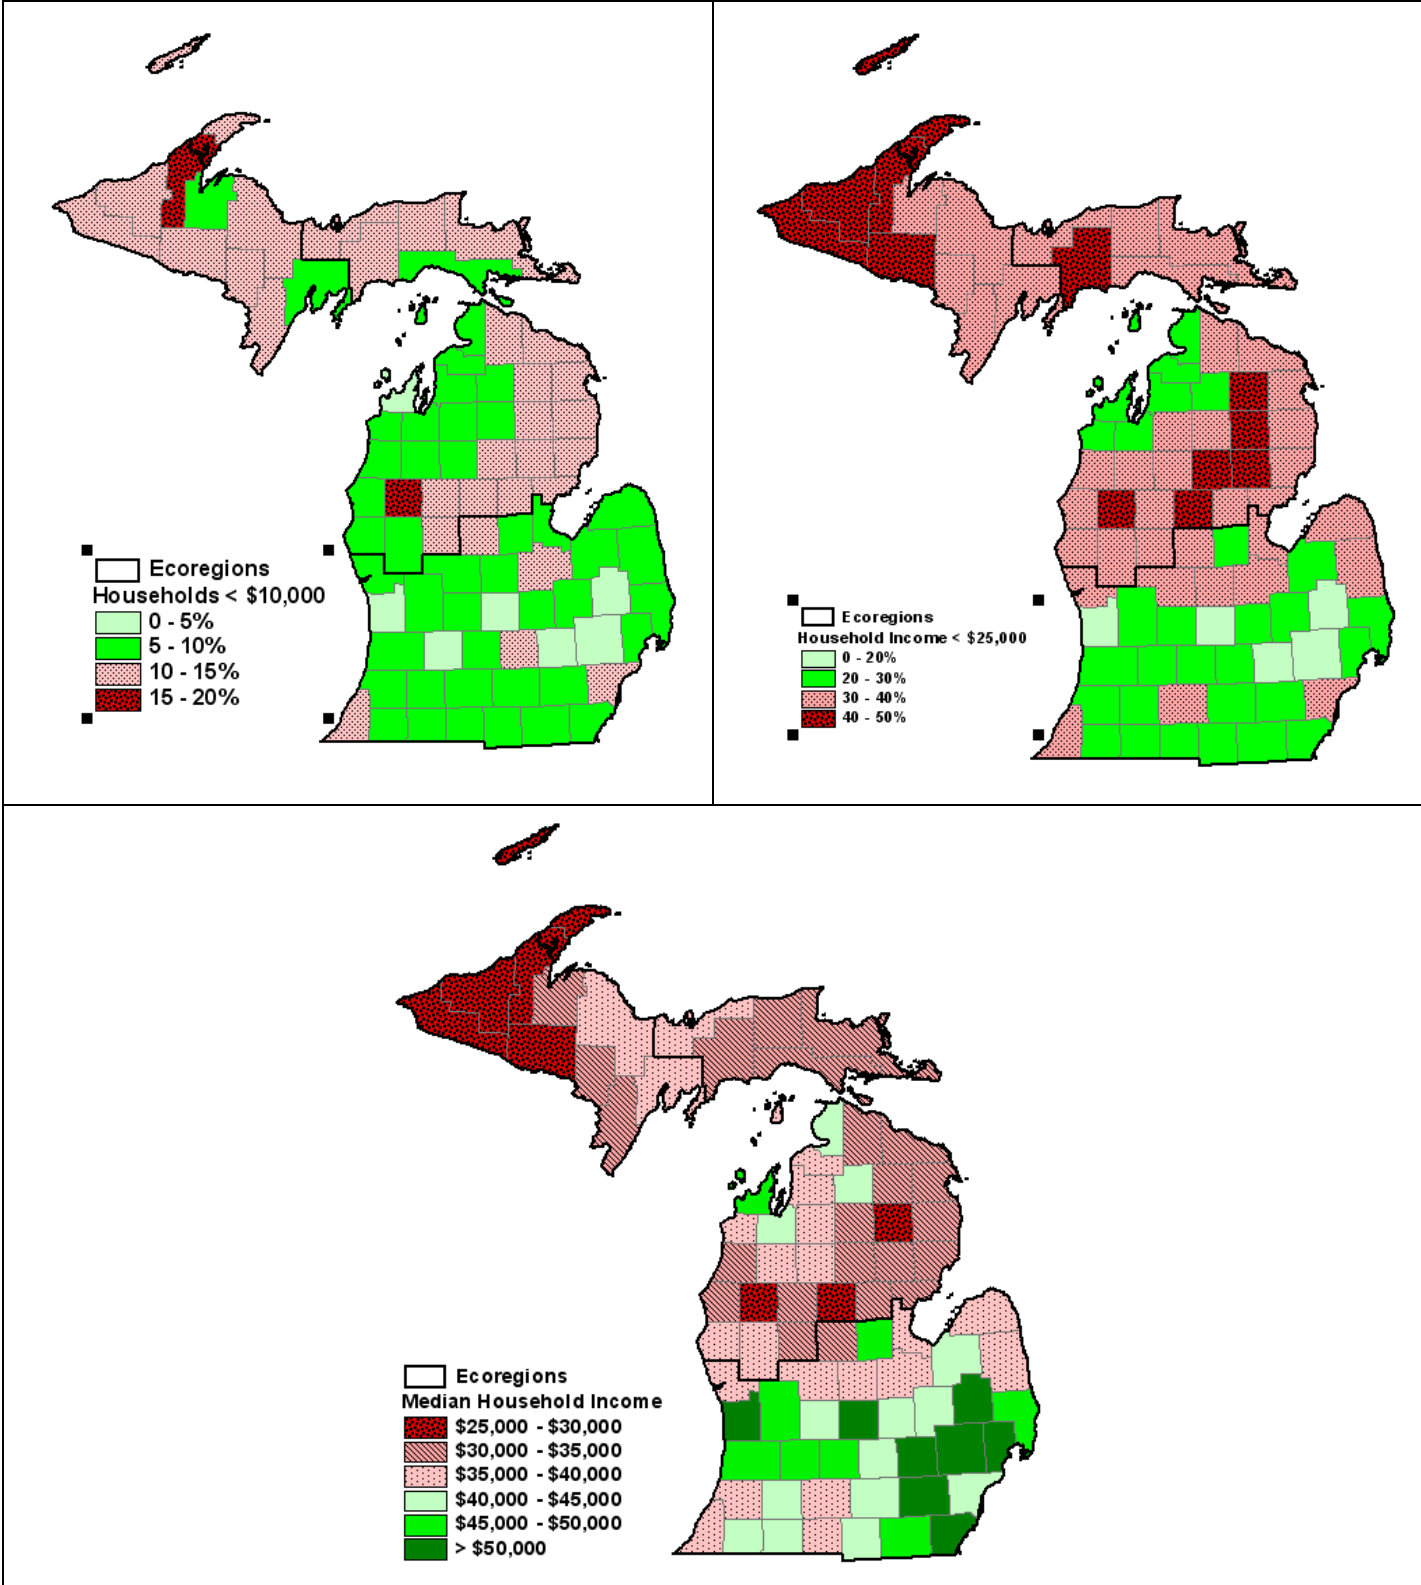 Ecoregions
Households < $10,000
0 - 5%
5 - 10%
10 - 15%
15 - 20%
Ecoregions
Household Income < $25,000
0 - 20%
20 - 30%
30 - 40%
40 - 50%
Ecoregions
Median Household Income
$25,000 - $30,000
$30,000 - $35,000
$35,000 - $40,000
$40,000 - $45,000
$45,000 - $50,000
> $50,000